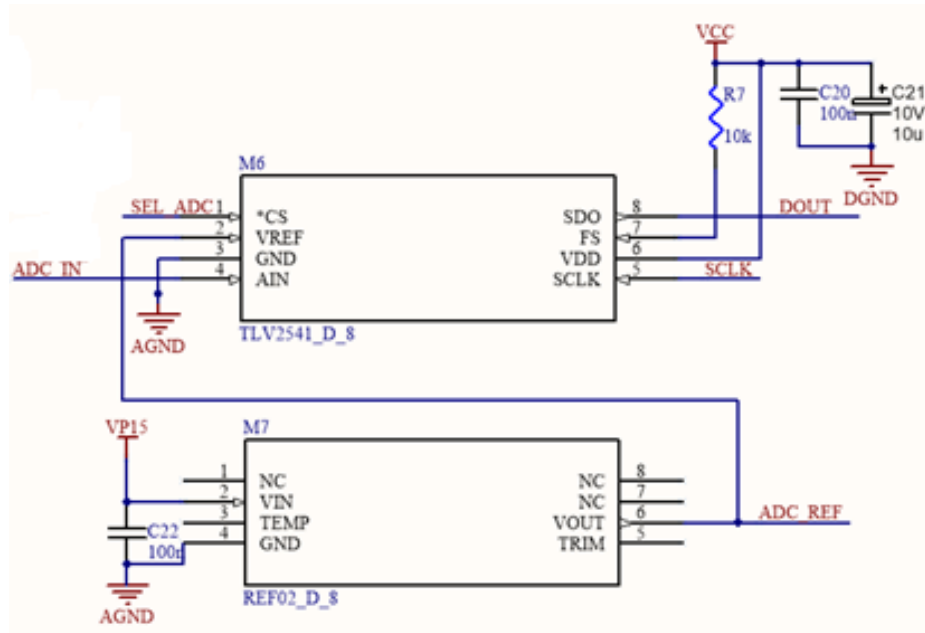 VCC
R7
10k
C20
100n
+ C21
10V
10u
DGND
M6
SEL_ADC 1 *CS SDO 8 DOUT
2 VREF FS 7
3 GND VDD 6
ADC_IN 4 AIN SCLK 5 SCLK
AGND
TLV2541_D_8
VP15
M7
1 NC NC 8
2 VIN NC 7
3 TEMP VOUT 6 ADC_REF
4 GND TRIM 5
C22
100n
AGND
REF02_D_8